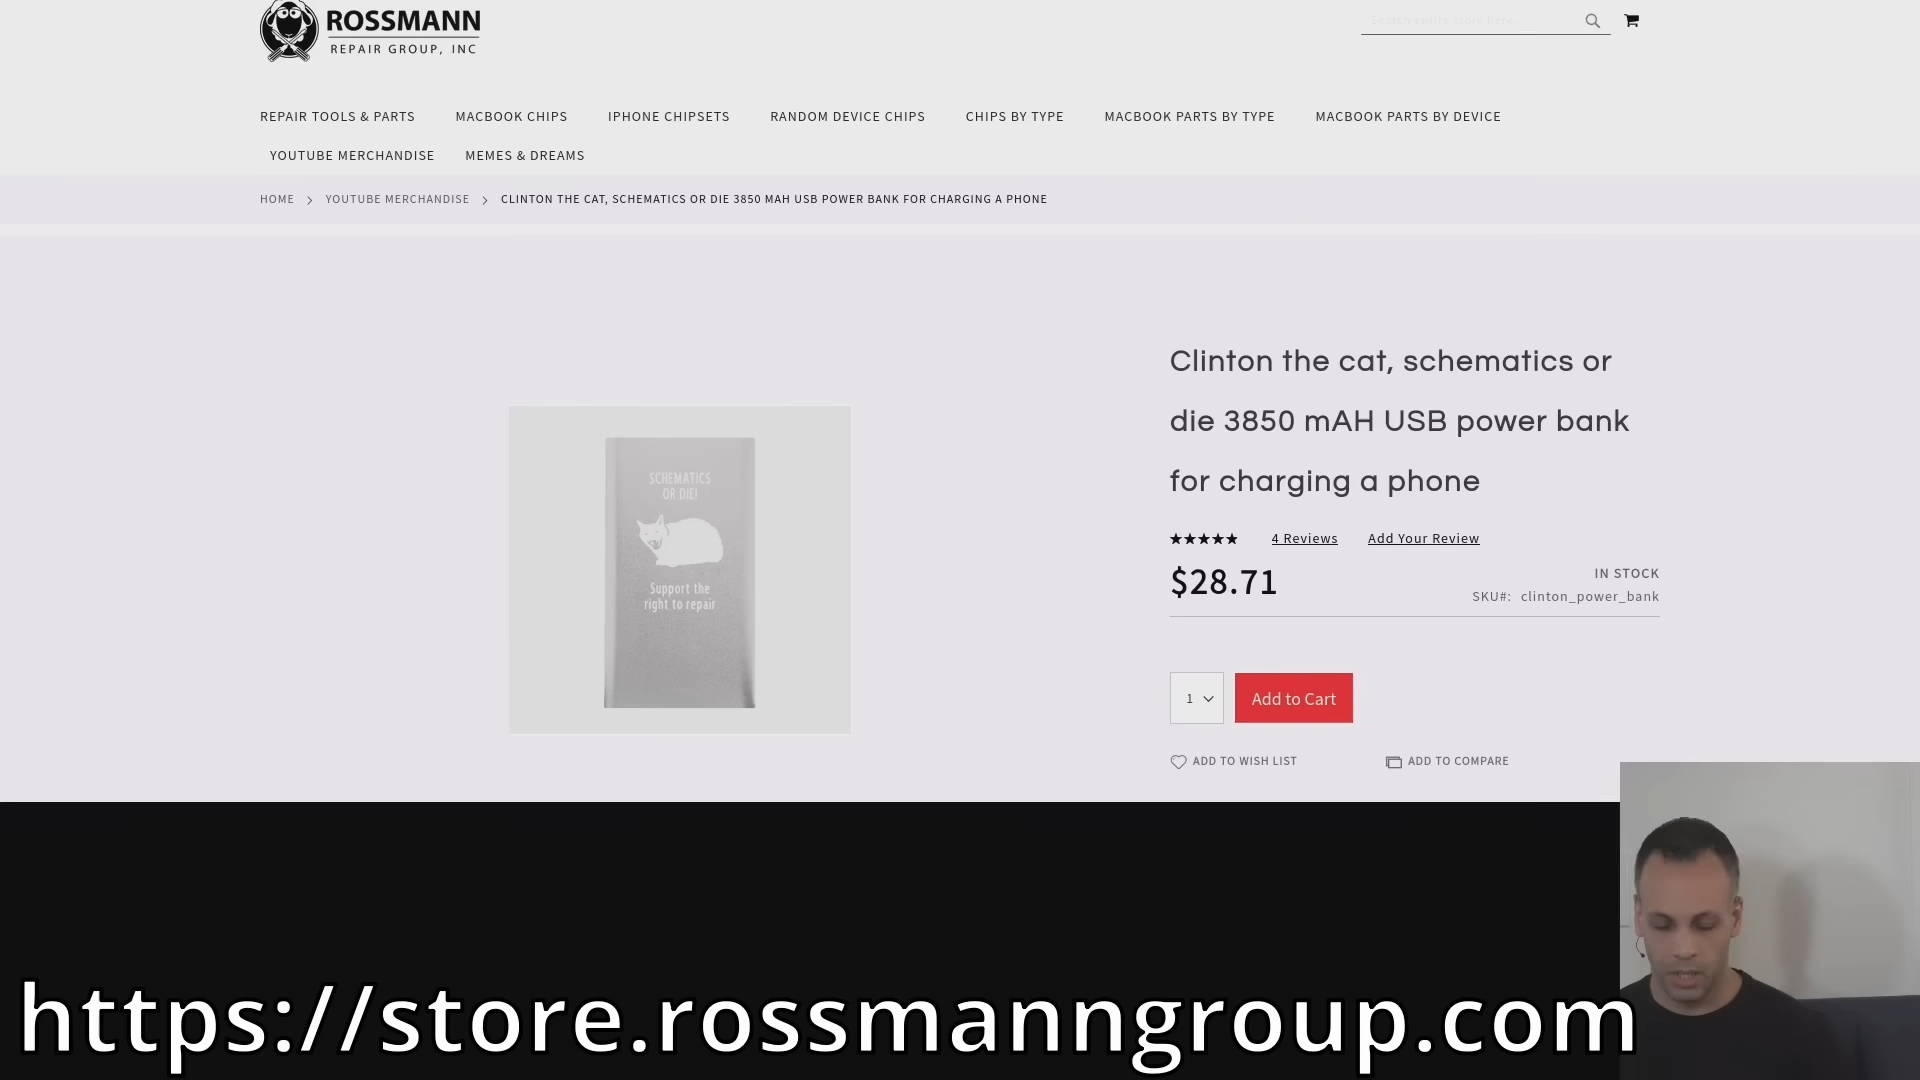 ROSSMANN
REPAIR GROUP, INC
Search entire store here...
REPAIR TOOLS & PARTS MACBOOK CHIPS IPHONE CHIPSETS RANDOM DEVICE CHIPS CHIPS BY TYPE MACBOOK PARTS BY TYPE MACBOOK PARTS BY DEVICE
YOUTUBE MERCHANDISE MEMES & DREAMS
HOME > YOUTUBE MERCHANDISE > CLINTON THE CAT, SCHEMATICS OR DIE 3850 MAH USB POWER BANK FOR CHARGING A PHONE
SCHEMATICS
OR DIE!
Support the
right to repair
Clinton the cat, schematics or
die 3850 mAH USB power bank
for charging a phone
4 Reviews Add Your Review
$28.71
IN STOCK
SKU#: clinton_power_bank
1
Add to Cart
ADD TO WISH LIST ADD TO COMPARE
https://store.rossmanngroup.com